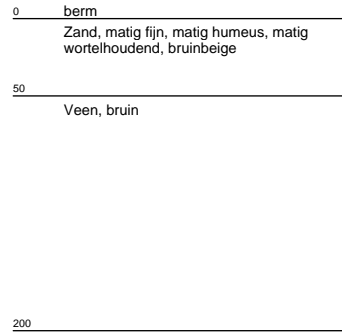 0 berm
Zand, matig fijn, matig humeus, matig
wortelhoudend, bruinbeige
50
Veen, bruin
200